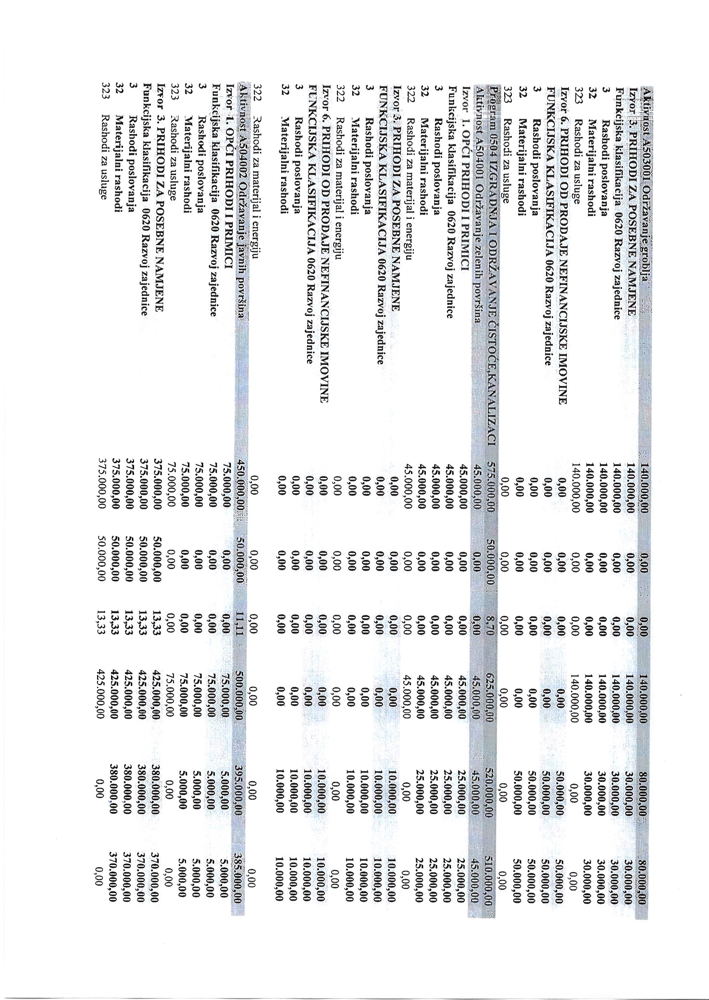 Aktivnost A503001 Održavanje groblja 140.000,00 0,00 0,00 140.000,00 80.000,00 80.000,00
Izvor 3. PRIHODI ZA POSEBNE NAMJENE 140.000,00 0,00 0,00 140.000,00 30.000,00 30.000,00
Funkcijska klasifikacija 0620 Razvoj zajednice 140.000,00 0,00 0,00 140.000,00 30.000,00 30.000,00
3 Rashodi poslovanja 140.000,00 0,00 0,00 140.000,00 30.000,00 30.000,00
32 Materijalni rashodi 140.000,00 0,00 0,00 140.000,00 30.000,00 30.000,00
323 Rashodi za usluge 140.000,00 0,00 0,00 140.000,00 0,00 0,00
Izvor 6. PRIHODI OD PRODAJE NEFINANCIJSKE IMOVINE 0,00 0,00 0,00 0,00 50.000,00 50.000,00
FUNKCIJSKA KLASIFIKACIJA 0620 Razvoj zajednice 0,00 0,00 0,00 0,00 50.000,00 50.000,00
3 Rashodi poslovanja 0,00 0,00 0,00 0,00 50.000,00 50.000,00
32 Materijalni rashodi 0,00 0,00 0,00 0,00 50.000,00 50.000,00
323 Rashodi za usluge 0,00 0,00 0,00 0,00 0,00 0,00
Program 0504 IZGRADNJA I ODRŽAVANJE ČISTOĆE,KANALIZACI 575.000,00 50.000,00 8,70 625.000,00 520.000,00 510.000,00
Aktivnost A504001 Održavanje zelenih površina 45.000,00 0,00 0,00 45.000,00 45.000,00 45.000,00
Izvor 1. OPĆI PRIHODI I PRIMICI 45.000,00 0,00 0,00 45.000,00 25.000,00 25.000,00
Funkcijska klasifikacija 0620 Razvoj zajednice 45.000,00 0,00 0,00 45.000,00 25.000,00 25.000,00
3 Rashodi poslovanja 45.000,00 0,00 0,00 45.000,00 25.000,00 25.000,00
32 Materijalni rashodi 45.000,00 0,00 0,00 45.000,00 25.000,00 25.000,00
322 Rashodi za materijal i energiju 45.000,00 0,00 0,00 45.000,00 0,00 0,00
Izvor 3. PRIHODI ZA POSEBNE NAMJENE 0,00 0,00 0,00 0,00 10.000,00 10.000,00
FUNKCIJSKA KLASIFIKACIJA 0620 Razvoj zajednice 0,00 0,00 0,00 0,00 10.000,00 10.000,00
3 Rashodi poslovanja 0,00 0,00 0,00 0,00 10.000,00 10.000,00
32 Materijalni rashodi 0,00 0,00 0,00 0,00 10.000,00 10.000,00
322 Rashodi za materijal i energiju 0,00 0,00 0,00 0,00 0,00 0,00
Izvor 6. PRIHODI OD PRODAJE NEFINANCIJSKE IMOVINE 0,00 0,00 0,00 0,00 10.000,00 10.000,00
FUNKCIJSKA KLASIFIKACIJA 0620 Razvoj zajednice 0,00 0,00 0,00 0,00 10.000,00 10.000,00
3 Rashodi poslovanja 0,00 0,00 0,00 0,00 10.000,00 10.000,00
32 Materijalni rashodi 0,00 0,00 0,00 0,00 10.000,00 10.000,00
322 Rashodi za materijal i energiju 0,00 0,00 0,00 0,00 0,00 0,00
Aktivnost A504002 Održavanje javnih površina 450.000,00 50.000,00 11,11 500.000,00 395.000,00 385.000,00
Izvor 1. OPĆI PRIHODI I PRIMICI 75.000,00 0,00 0,00 75.000,00 5.000,00 5.000,00
Funkcijska klasifikacija 0620 Razvoj zajednice 75.000,00 0,00 0,00 75.000,00 5.000,00 5.000,00
3 Rashodi poslovanja 75.000,00 0,00 0,00 75.000,00 5.000,00 5.000,00
32 Materijalni rashodi 75.000,00 0,00 0,00 75.000,00 5.000,00 5.000,00
323 Rashodi za usluge 75.000,00 0,00 0,00 75.000,00 0,00 0,00
Izvor 3. PRIHODI ZA POSEBNE NAMJENE 375.000,00 50.000,00 13,33 425.000,00 380.000,00 370.000,00
Funkcijska klasifikacija 0620 Razvoj zajednice 375.000,00 50.000,00 13,33 425.000,00 380.000,00 370.000,00
3 Rashodi poslovanja 375.000,00 50.000,00 13,33 425.000,00 380.000,00 370.000,00
32 Materijalni rashodi 375.000,00 50.000,00 13,33 425.000,00 380.000,00 370.000,00
323 Rashodi za usluge 375.000,00 50.000,00 13,33 425.000,00 0,00 0,00